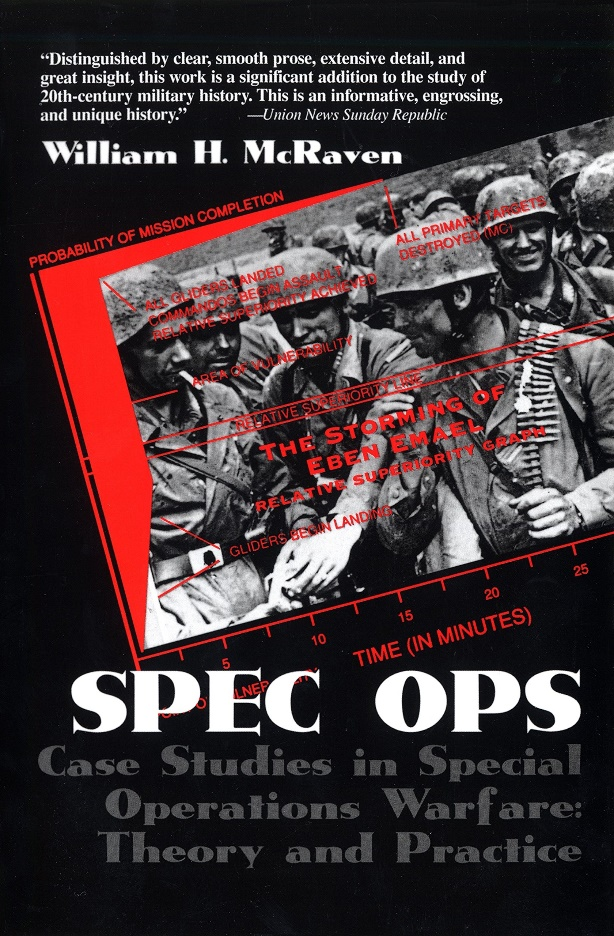 “Distinguished by clear, smooth prose, extensive detail, and
great insight, this work is a significant addition to the study of
20th-century military history. This is an informative, engrossing,
and unique history.” —Union News Sunday Republic
William H. McRaven
PROBABILITY OF MISSION COMPLETION
ALL PRIMARY TARGETS
DESTROYED (MC)
ALL GLIDERS LANDED
COMMANDOS BEGIN ASSAULT
RELATIVE SUPERIORITY ACHIEVED
AREA OF VULNERABILITY
RELATIVE SUPERIORITY LINE
THE STORMING OF
EBEN EMAEL
RELATIVE SUPERIORITY GRAPH
GLIDERS BEGIN LANDING
5 10 15 20 25
TIME (IN MINUTES)
SPEC OPS
Case Studies in Special
Operations Warfare:
Theory and Practice